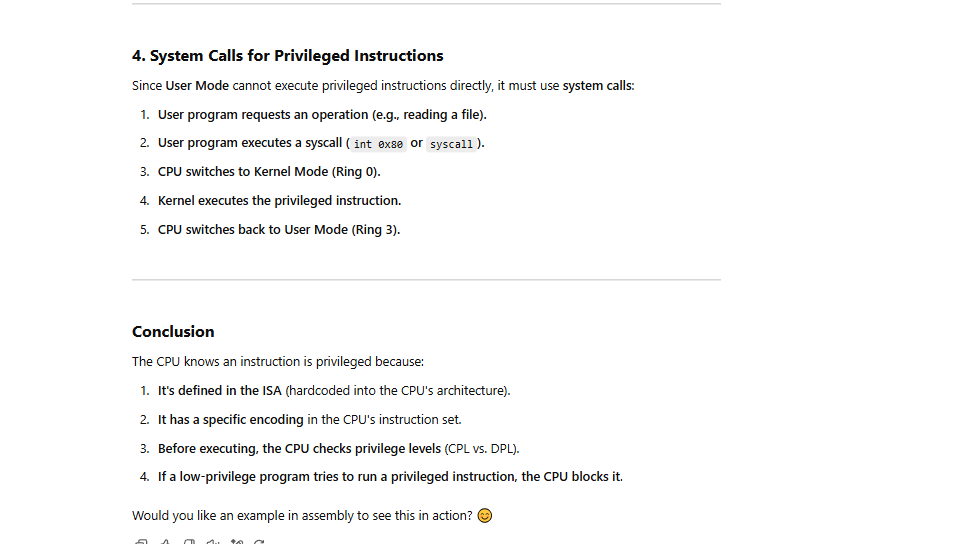 4. System Calls for Privileged Instructions
Since User Mode cannot execute privileged instructions directly, it must use system calls:
1. User program requests an operation (e.g., reading a file).
2. User program executes a syscall ( int 0x80 or syscall ).
3. CPU switches to Kernel Mode (Ring 0).
4. Kernel executes the privileged instruction.
5. CPU switches back to User Mode (Ring 3).
Conclusion
The CPU knows an instruction is privileged because:
1. It's defined in the ISA (hardcoded into the CPU's architecture).
2. It has a specific encoding in the CPU's instruction set.
3. Before executing, the CPU checks privilege levels (CPL vs. DPL).
4. If a low-privilege program tries to run a privileged instruction, the CPU blocks it.
Would you like an example in assembly to see this in action? 😊